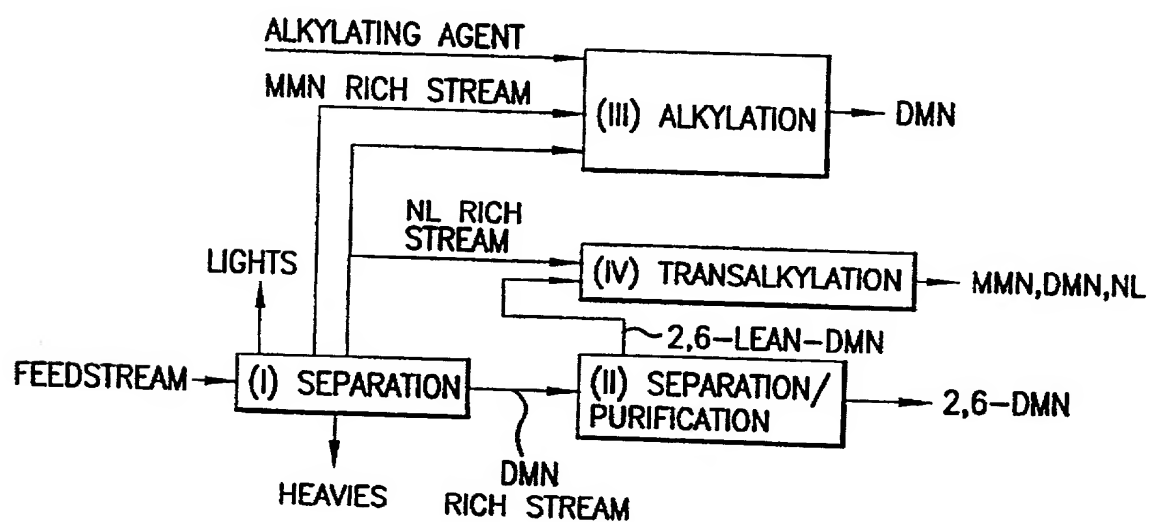 ALKYLATING AGENT
MMN RICH STREAM
(III) ALKYLATION
DMN
NL RICH
STREAM
LIGHTS
(IV) TRANSALKYLATION
MMN,DMN,NL
2,6-LEAN-DMN
FEEDSTREAM
(I) SEPARATION
(II) SEPARATION/
PURIFICATION
2,6-DMN
DMN
RICH STREAM
HEAVIES